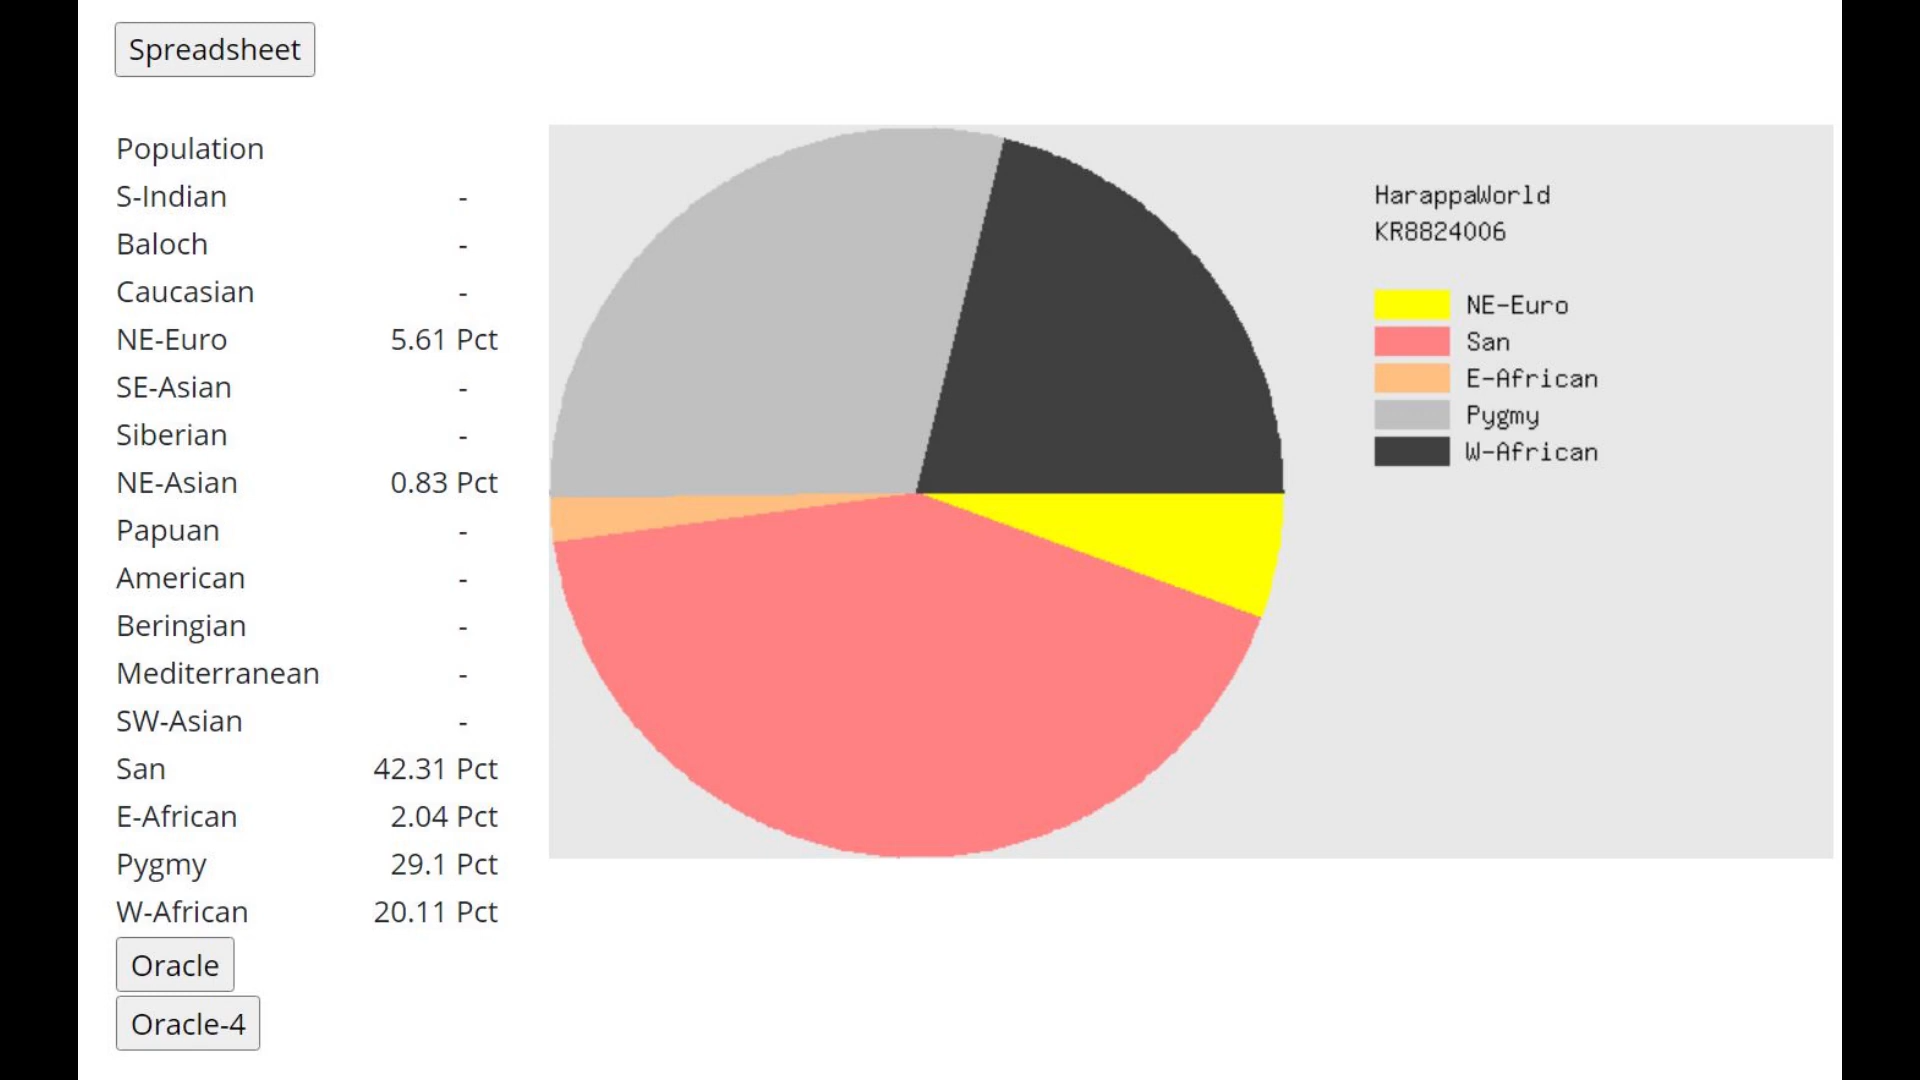 Spreadsheet
Population
S-Indian -
Baloch -
Caucasian -
NE-Euro 5.61 Pct
SE-Asian -
Siberian -
NE-Asian 0.83 Pct
Papuan -
American -
Beringian -
Mediterranean -
SW-Asian -
San 42.31 Pct
E-African 2.04 Pct
Pygmy 29.1 Pct
W-African 20.11 Pct
Oracle
Oracle-4
HarappaWorld
KR8824006
NE-Euro
San
E-African
Pygmy
W-African